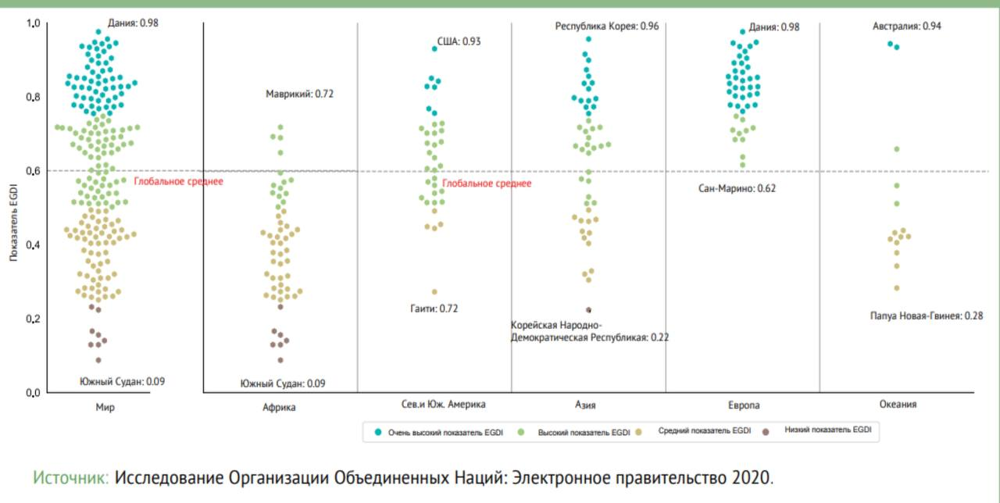 1,0
0,8
0,6
0,4
0,2
0,0
Показатель EGDI
Дания: 0.98
Глобальное среднее
Южный Судан: 0.09
Мир
Маврикий: 0.72
Южный Судан: 0.09
Африка
США: 0.93
Глобальное среднее
Гаити: 0.72
Сев.и Юж. Америка
Республика Корея: 0.96
Корейская Народно-
Демократическая Республикая: 0.22
Азия
Дания: 0.98
Сан-Марино: 0.62
Европа
Австралия: 0.94
Папуа Новая-Гвинея: 0.28
Океания
Очень высокий показатель EGDI
Высокий показатель EGDI
Средний показатель EGDI
Низкий показатель EGDI
Источник: Исследование Организации Объединенных Наций: Электронное правительство 2020.